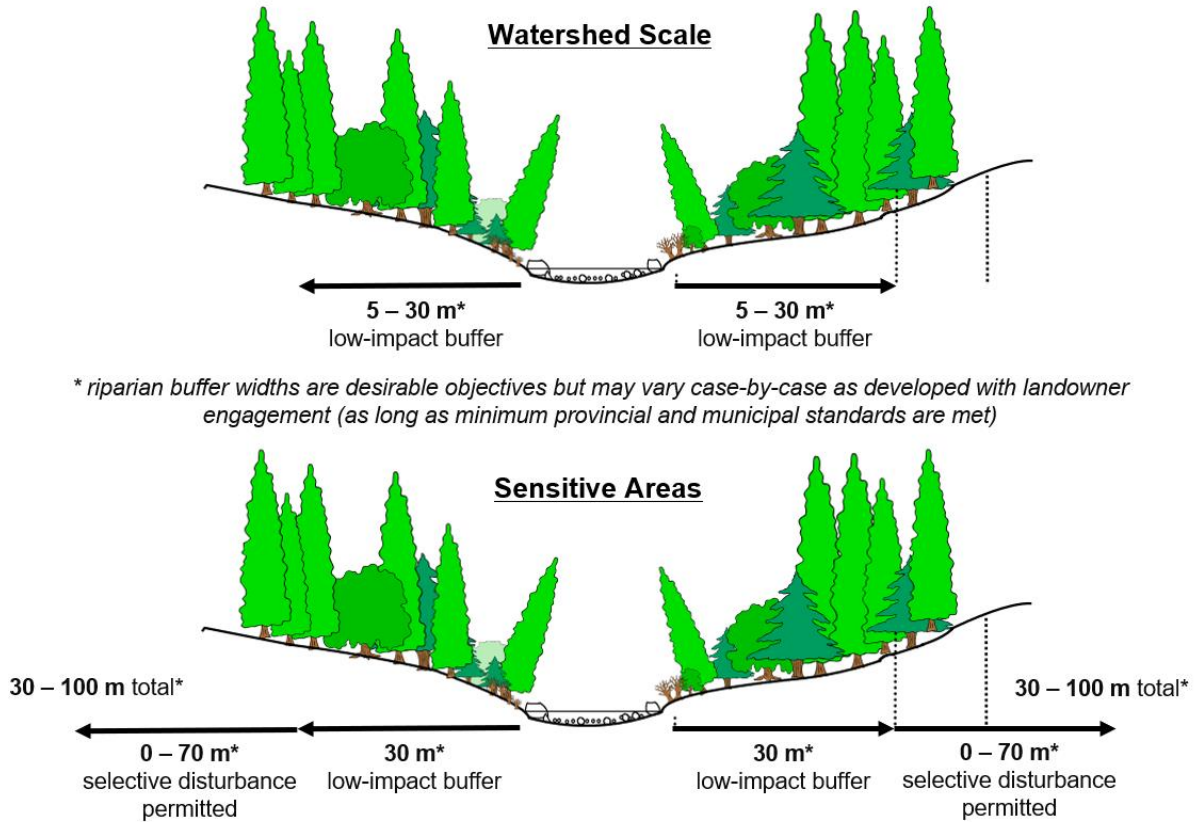 Watershed Scale
5 – 30 m*
low-impact buffer
5 – 30 m*
low-impact buffer
* riparian buffer widths are desirable objectives but may vary case-by-case as developed with landowner
engagement (as long as minimum provincial and municipal standards are met)
Sensitive Areas
30 – 100 m total*
30 – 100 m total*
0 – 70 m*
selective disturbance
permitted
30 m*
low-impact buffer
30 m*
low-impact buffer
0 – 70 m*
selective disturbance
permitted